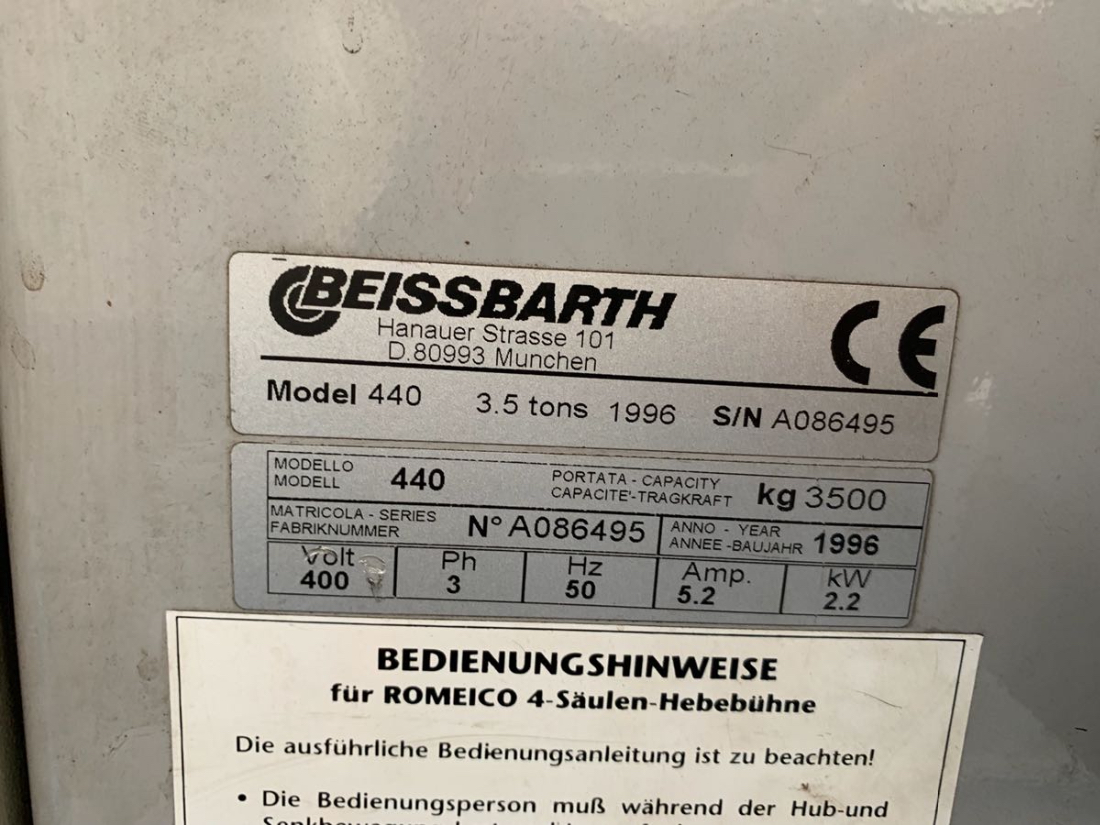 BEISSBARTH
Hanauer Strasse 101
D.80993 Munchen
CE
Model 440 3.5 tons 1996 S/N A086495
MODELLO
MODELL 440
PORTATA - CAPACITY
CAPACITE'-TRAGKRAFT kg 3500
MATRICOLA - SERIES
FABRIKNUMMER N° A086495
ANNO - YEAR
ANNEE -BAUJAHR 1996
Volt Ph Hz Amp. kW
400 3 50 5.2 2.2
BEDIENUNGSHINWEISE
für ROMEICO 4-Säulen-Hebebühne
Die ausführliche Bedienungsanleitung ist zu beachten!
• Die Bedienungsperson muß während der Hub-und